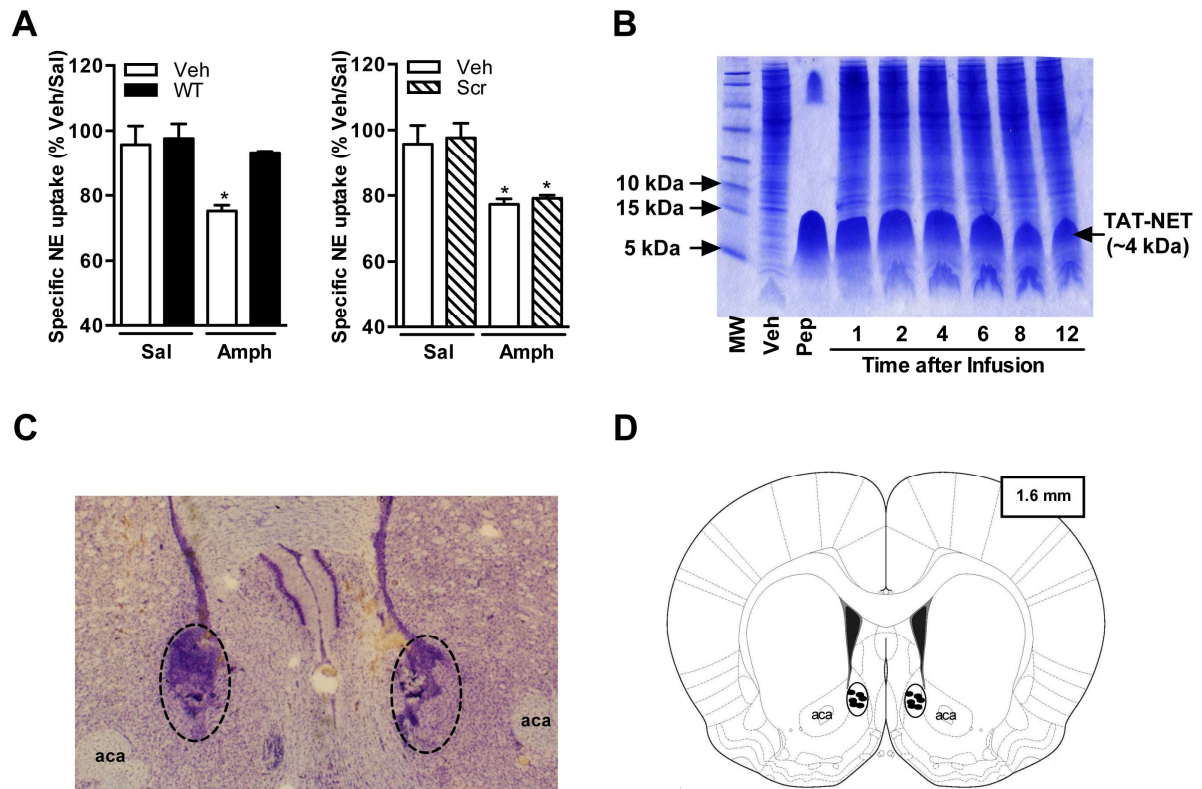 A
Specific NE uptake (% Veh/Sal)
120
100
80
60
40
Veh
WT
*
Sal
Amph
Specific NE uptake (% Veh/Sal)
120
100
80
60
40
Veh
Scr
*
*
Sal
Amph
B
10 kDa
15 kDa
5 kDa
TAT-NET
(~4 kDa)
MW
Veh
Pep
1 2 4 6 8 12
Time after Infusion
C
aca
aca
D
1.6 mm
aca
aca